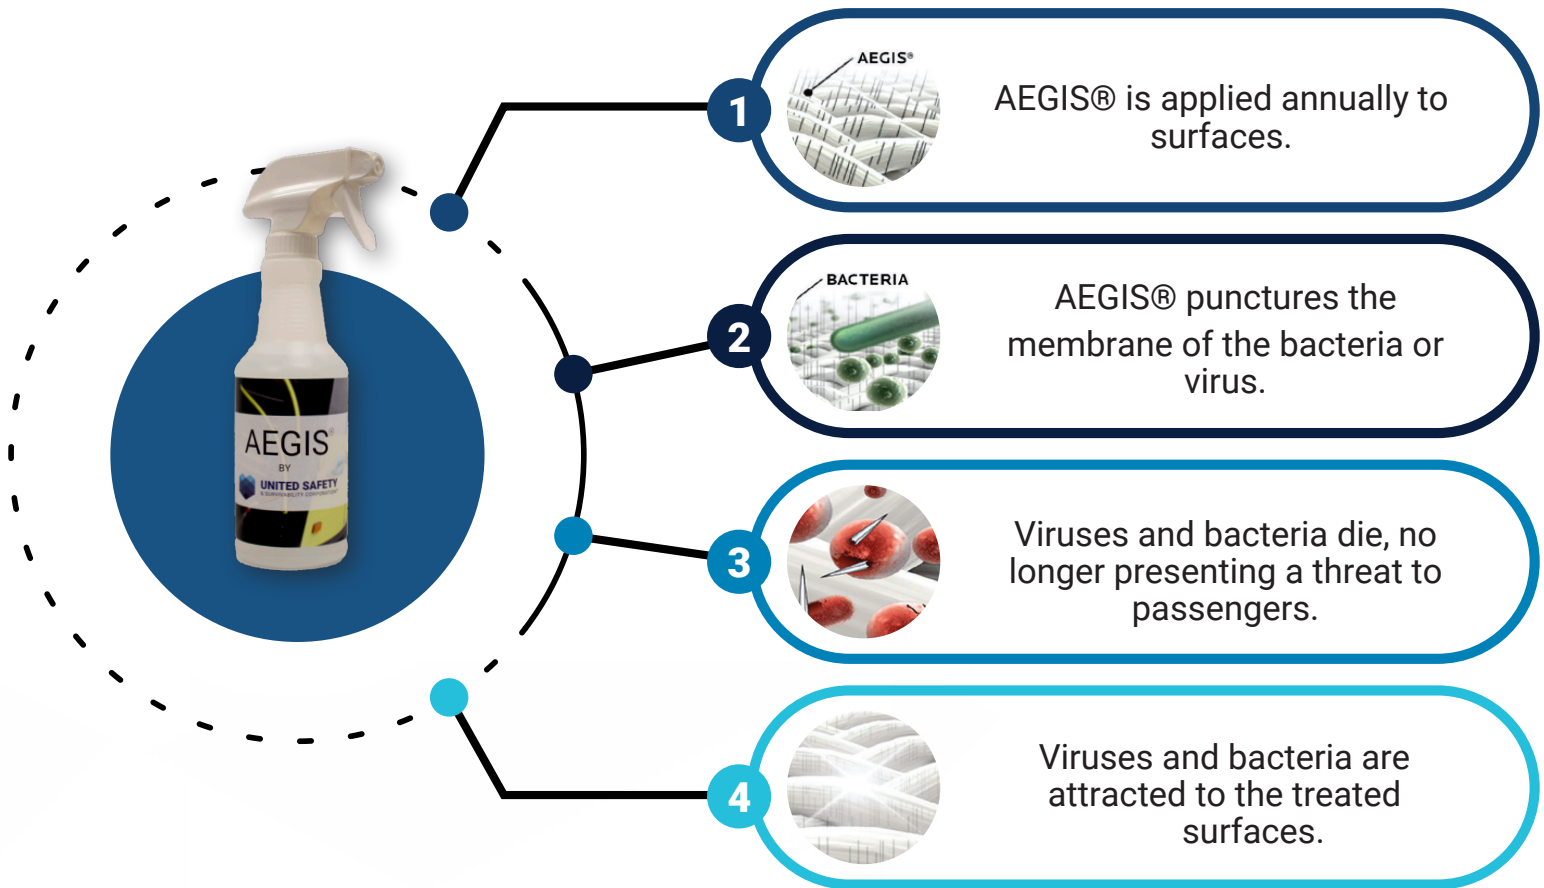 AEGIS®
BY
UNITED SAFETY
& SURVIVABILITY CORPORATION
1
AEGIS®
AEGIS® is applied annually to
surfaces.
2
BACTERIA
AEGIS® punctures the
membrane of the bacteria or
virus.
3
Viruses and bacteria die, no
longer presenting a threat to
passengers.
4
Viruses and bacteria are
attracted to the treated
surfaces.